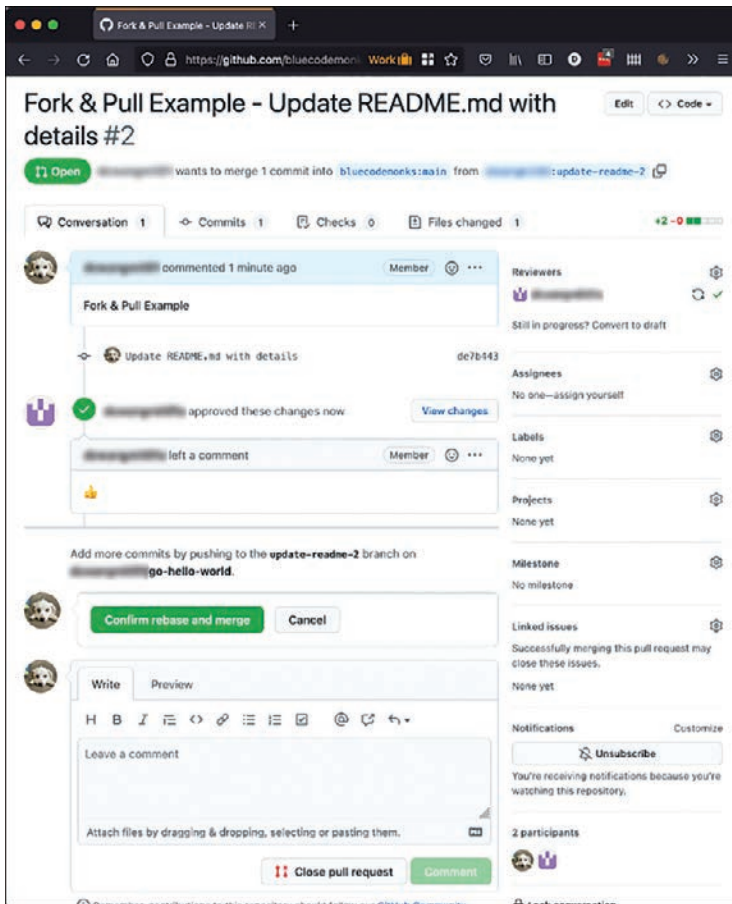 Fork & Pull Example - Update RE
https://github.com/bluecodemon
Work
Fork & Pull Example - Update README.md with
details #2
Edit
<> Code
Open
wants to merge 1 commit into bluecodenonks:main from :update-readme-2
Conversation 1
Commits 1
Checks 0
Files changed 1
+2 -0
commented 1 minute ago
Member
Fork & Pull Example
Update README.md with details
de7b443
approved these changes now
View changes
left a comment
Member
Add more commits by pushing to the update-readme-2 branch on
go-hello-world.
Confirm rebase and merge
Cancel
Write
Preview
H B I
Leave a comment
Attach files by dragging & dropping, selecting or pasting them.
Close pull request
Comment
Reviewers
Still in progress? Convert to draft
Assignees
No one—assign yourself
Labels
None yet
Projects
None yet
Milestone
No milestone
Linked issues
Successfully merging this pull request may
close these issues.
None yet
Notifications
Customize
Unsubscribe
You're receiving notifications because you're
watching this repository.
2 participants